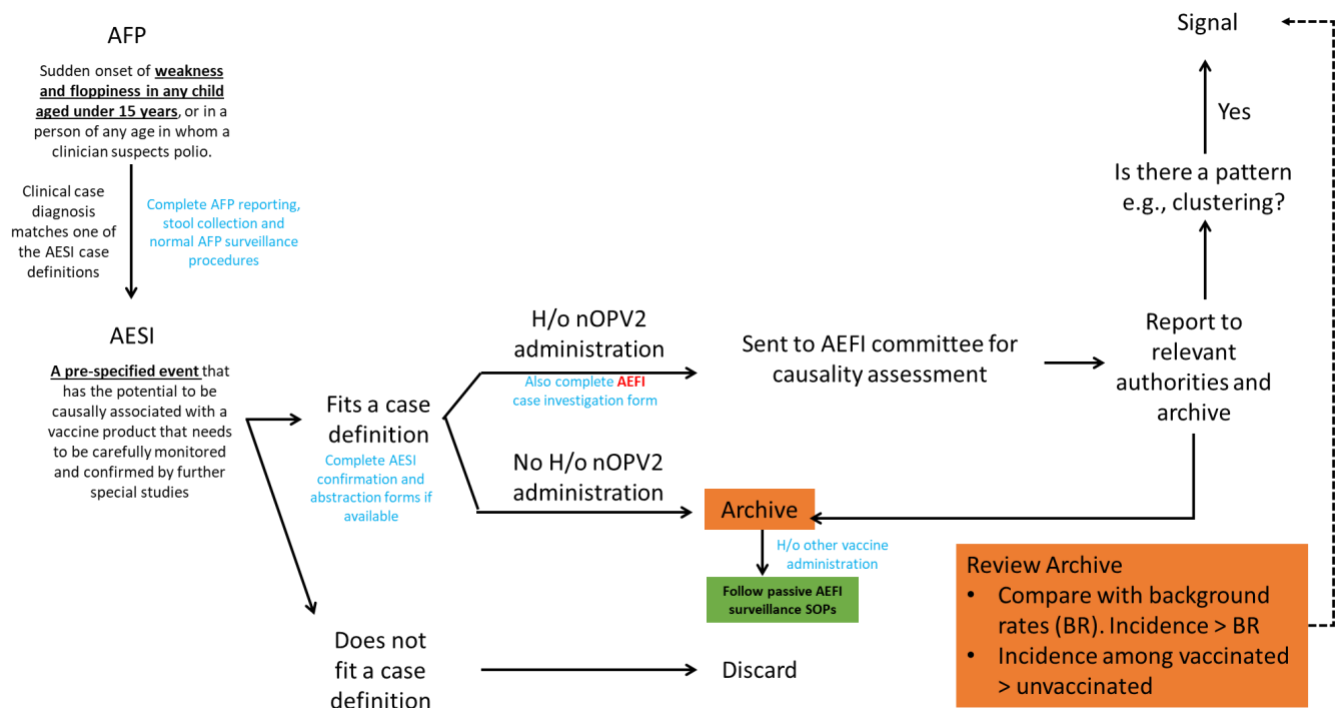 AFP
Sudden onset of weakness
and floppiness in any child
aged under 15 years, or in a
person of any age in whom a
clinician suspects polio.
Clinical case
diagnosis
matches one of
the AESI case
definitions
Complete AFP reporting,
stool collection and
normal AFP surveillance
procedures
AESI
A pre-specified event that
has the potential to be
causally associated with a
vaccine product that needs
to be carefully monitored
and confirmed by further
special studies
Fits a case
definition
Complete AESI
confirmation and
abstraction forms if
available
Does not
fit a case
definition
Discard
H/o nOPV2
administration
Also complete AEFI
case investigation form
No H/o nOPV2
administration
Sent to AEFI committee for
causality assessment
Archive
H/o other vaccine
administration
Follow passive AEFI
surveillance SOPs
Signal
Yes
Is there a pattern
e.g., clustering?
Report to
relevant
authorities and
archive
Review Archive
• Compare with background
rates (BR). Incidence > BR
• Incidence among vaccinated
> unvaccinated